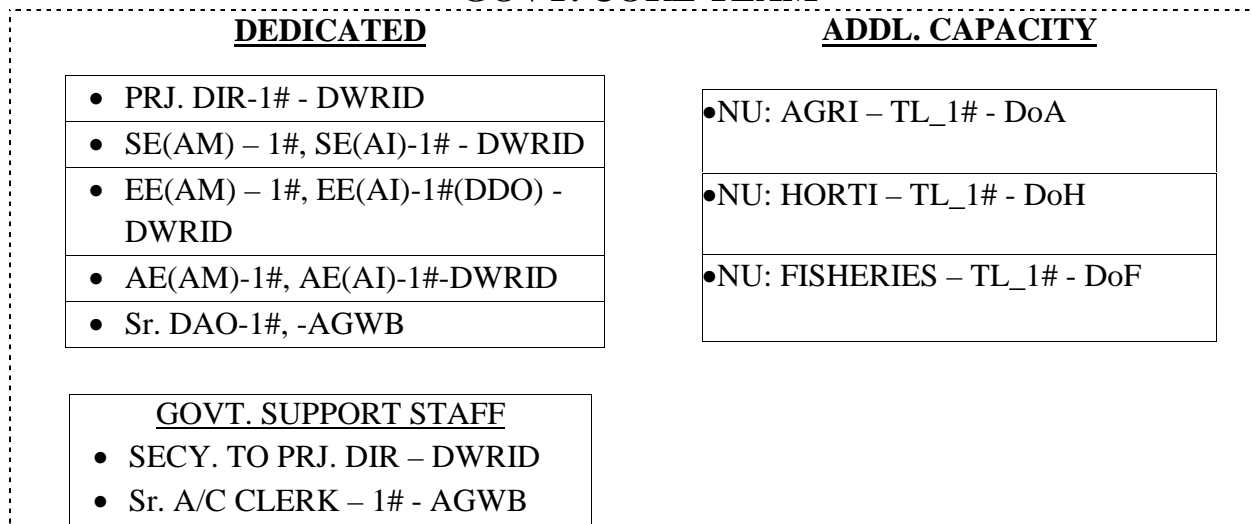 DEDICATED
• PRJ. DIR-1# - DWRID
• SE(AM) – 1#, SE(AI)-1# - DWRID
• EE(AM) – 1#, EE(AI)-1#(DDO) -
DWRID
• AE(AM)-1#, AE(AI)-1#-DWRID
• Sr. DAO-1#, -AGWB
GOVT. SUPPORT STAFF
• SECY. TO PRJ. DIR – DWRID
• Sr. A/C CLERK – 1# - AGWB
ADDL. CAPACITY
•NU: AGRI – TL_1# - DoA
•NU: HORTI – TL_1# - DoH
•NU: FISHERIES – TL_1# - DoF